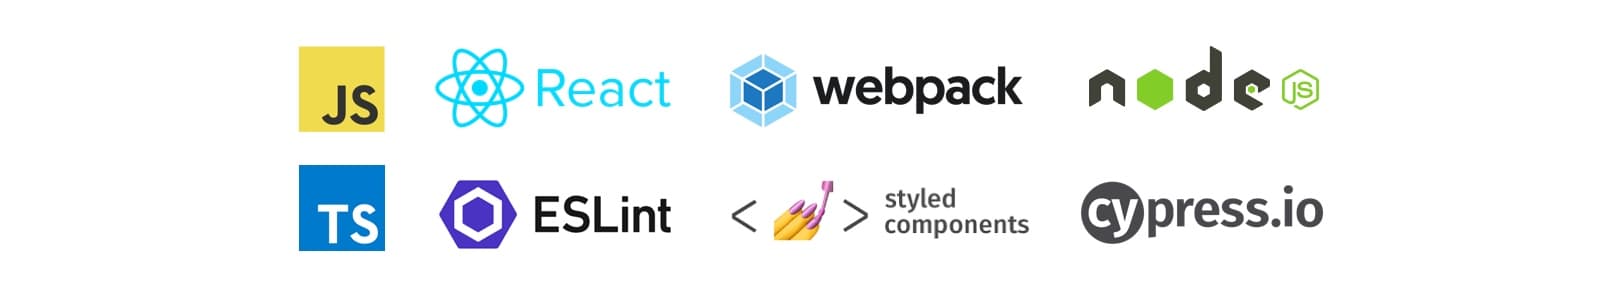 JS
React
webpack
node
JS
TS
ESLint
< >
styled
components
cypress.io